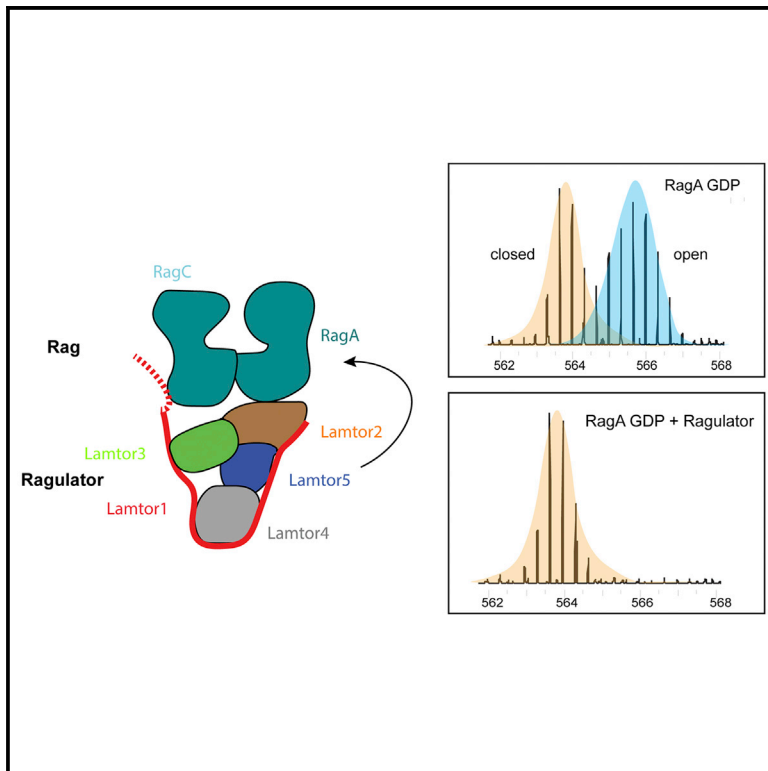 RagC
Rag
RagA
Lamtor3
Lamtor2
Ragulator
Lamtor5
Lamtor1
Lamtor4
RagA GDP
closed
open
562 564 566 568
RagA GDP + Ragulator
562 564 566 568